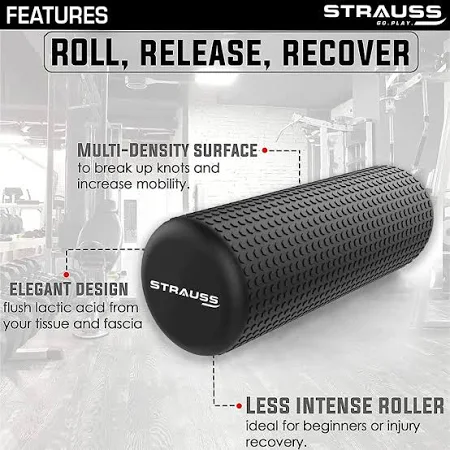 FEATURES
STRAUSS
GO.PLAY.
ROLL, RELEASE, RECOVER
MULTI-DENSITY SURFACE
to break up knots and
increase mobility.
ELEGANT DESIGN
flush lactic acid from
your tissue and fascia
STRAUSS
LESS INTENSE ROLLER
ideal for beginners or injury
recovery.